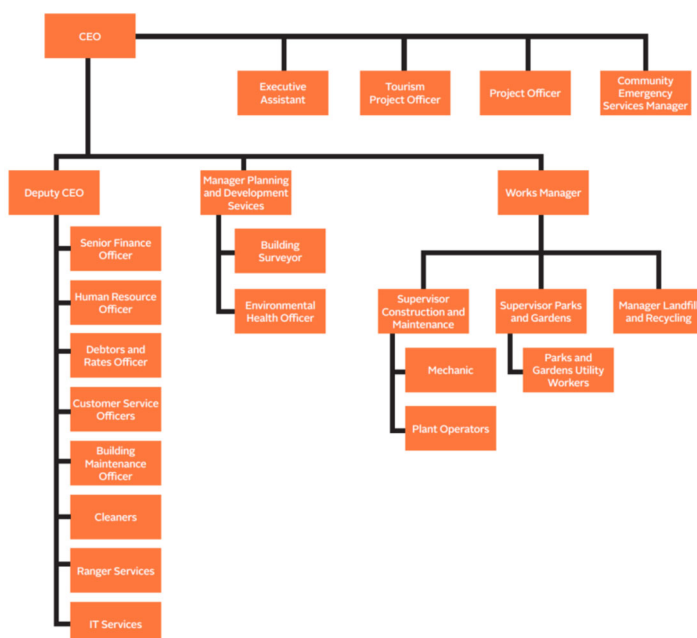 CEO
Executive
Assistant
Tourism
Project Officer
Project Officer
Community
Emergency
Services Manager
Deputy CEO
Manager Planning
and Development
Sevices
Works Manager
Senior Finance
Officer
Human Resource
Officer
Debtors and
Rates Officer
Customer Service
Officers
Building
Maintenance
Officer
Cleaners
Ranger Services
IT Services
Building
Surveyor
Environmental
Health Officer
Supervisor
Construction and
Maintenance
Mechanic
Plant Operators
Supervisor Parks
and Gardens
Parks and
Gardens Utility
Workers
Manager Landfill
and Recycling